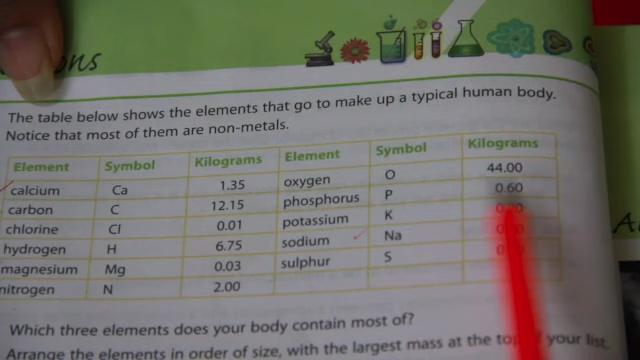 ons
The table below shows the elements that go to make up a typical human body.
Notice that most of them are non-metals.
Element Symbol Kilograms Element Symbol Kilograms
calcium Ca 1.35 oxygen O 44.00
carbon C 12.15 phosphorus P 0.60
chlorine Cl 0.01 potassium K
hydrogen H 6.75 sodium Na
magnesium Mg 0.03 sulphur S
nitrogen N 2.00
Which three elements does your body contain most of?
Arrange the elements in order of size, with the largest mass at the top of your list.